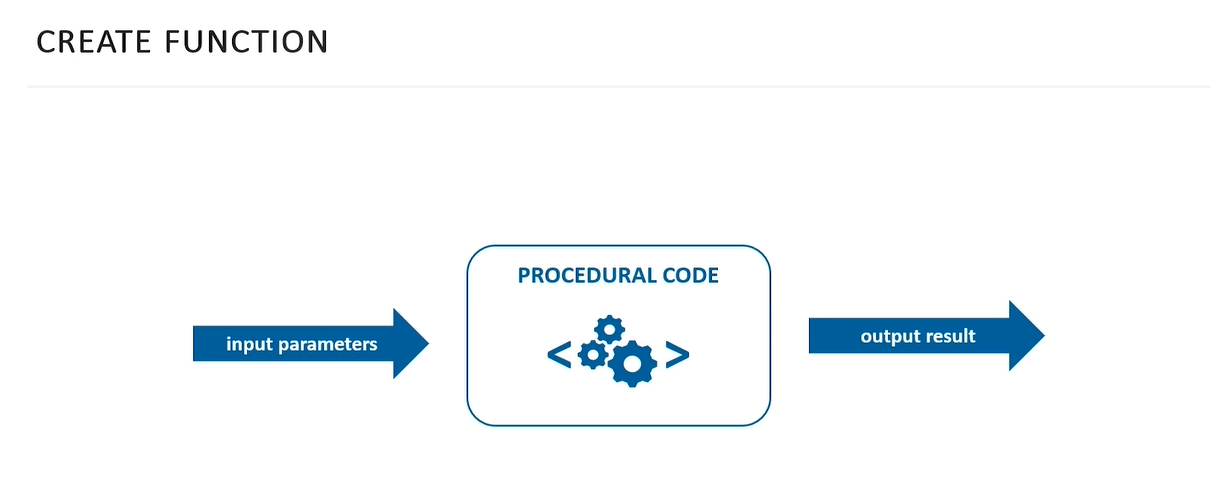 CREATE FUNCTION
PROCEDURAL CODE
input parameters
< >
output result